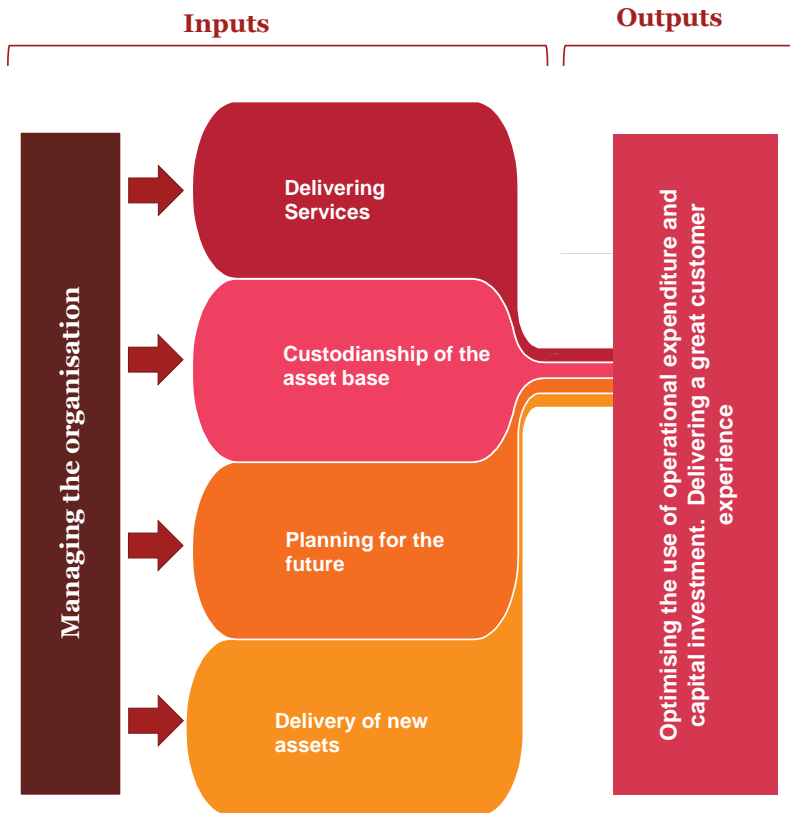 Inputs
Outputs
Managing the organisation
Delivering
Services
Custodianship of the
asset base
Planning for the
future
Delivery of new
assets
Optimising the use of operational expenditure and
capital investment.  Delivering a great customer
experience